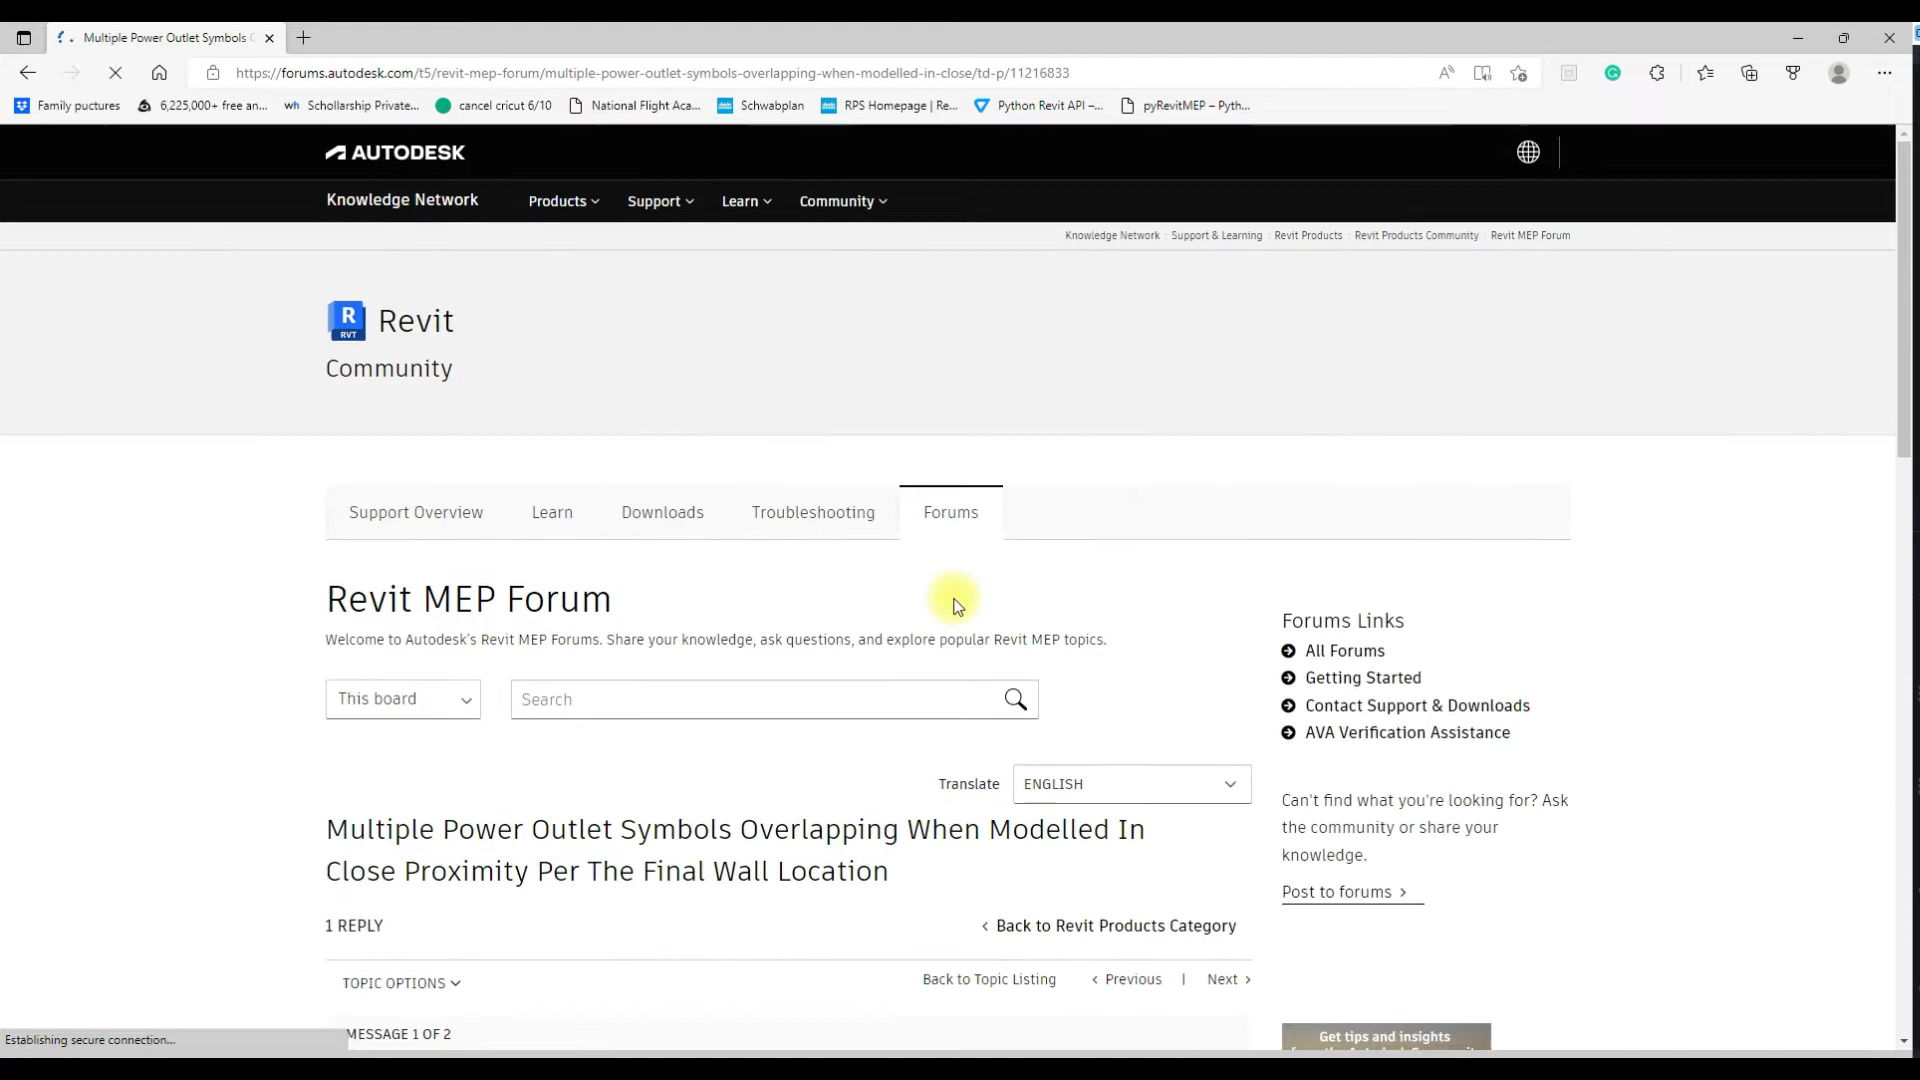 Multiple Power Outlet Symbols
https://forums.autodesk.com/t5/revit-mep-forum/multiple-power-outlet-symbols-overlapping-when-modelled-in-close/td-p/11216833
Family puctures
6,225,000+ free an...
wh Schollarship Private...
cancel cricut 6/10
National Flight Aca...
Schwabplan
RPS Homepage | Re...
Python Revit API –...
pyRevitMEP – Pyth...
AUTODESK
Knowledge Network Products Support Learn Community
Knowledge Network Support & Learning Revit Products Revit Products Community Revit MEP Forum
R
RVT
Revit
Community
Support Overview Learn Downloads Troubleshooting Forums
Revit MEP Forum
Welcome to Autodesk's Revit MEP Forums. Share your knowledge, ask questions, and explore popular Revit MEP topics.
This board
Search
Translate ENGLISH
Multiple Power Outlet Symbols Overlapping When Modelled In
Close Proximity Per The Final Wall Location
1 REPLY
< Back to Revit Products Category
TOPIC OPTIONS
Back to Topic Listing < Previous | Next >
MESSAGE 1 OF 2
Forums Links
All Forums
Getting Started
Contact Support & Downloads
AVA Verification Assistance
Can't find what you're looking for? Ask
the community or share your
knowledge.
Post to forums >
Get tips and insights
Establishing secure connection...